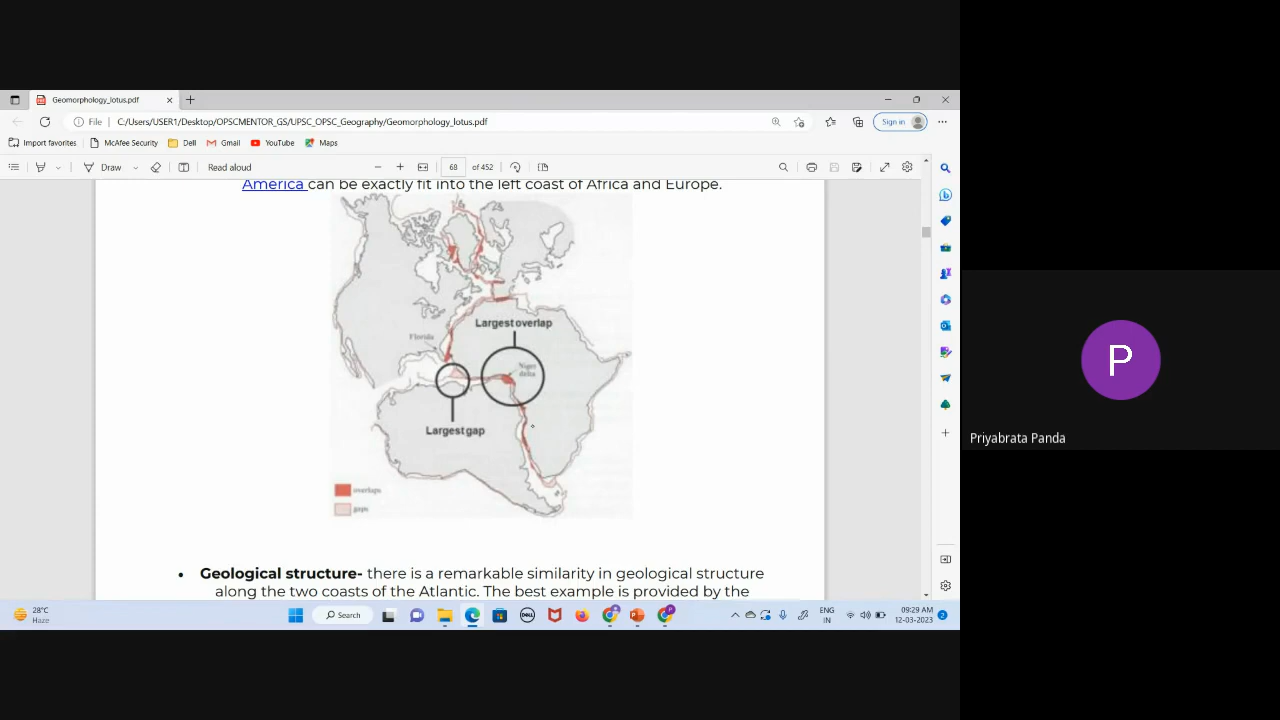 Geomorphology_lotus.pdf
File
C:/Users/USER1/Desktop/OPSCMENTOR_GS/UPSC_OPSC_Geography/Geomorphology_lotus.pdf
Sign in
Import favorites
McAfee Security
Dell
Gmail
YouTube
Maps
Draw
Read aloud
68 of 452
America can be exactly fit into the left coast of Africa and Europe.
Largest overlap
Florida
Niger
delta
Largest gap
overlaps
gaps
• Geological structure- there is a remarkable similarity in geological structure
along the two coasts of the Atlantic. The best example is provided by the
P
Priyabrata Panda
28°C
Haze
Search
DELL
ENG
IN
09:29 AM
12-03-2023
2